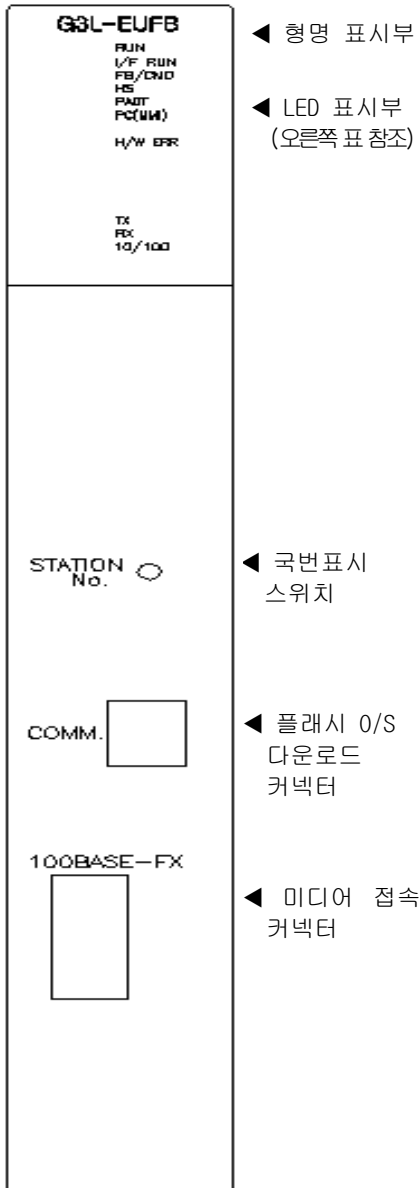 G3L-EUFB
◀ 형명 표시부
RUN
I/F RUN
FB/CND
HS
PADT
PC(MMI)
H/W ERR
◀ LED 표시부
(오른쪽 표 참조)
TX
RX
10/100
STATION
No.
◀ 국번표시
스위치
COMM.
◀ 플래시 O/S
다운로드
커넥터
100BASE-FX
◀ 미디어 접속
커넥터